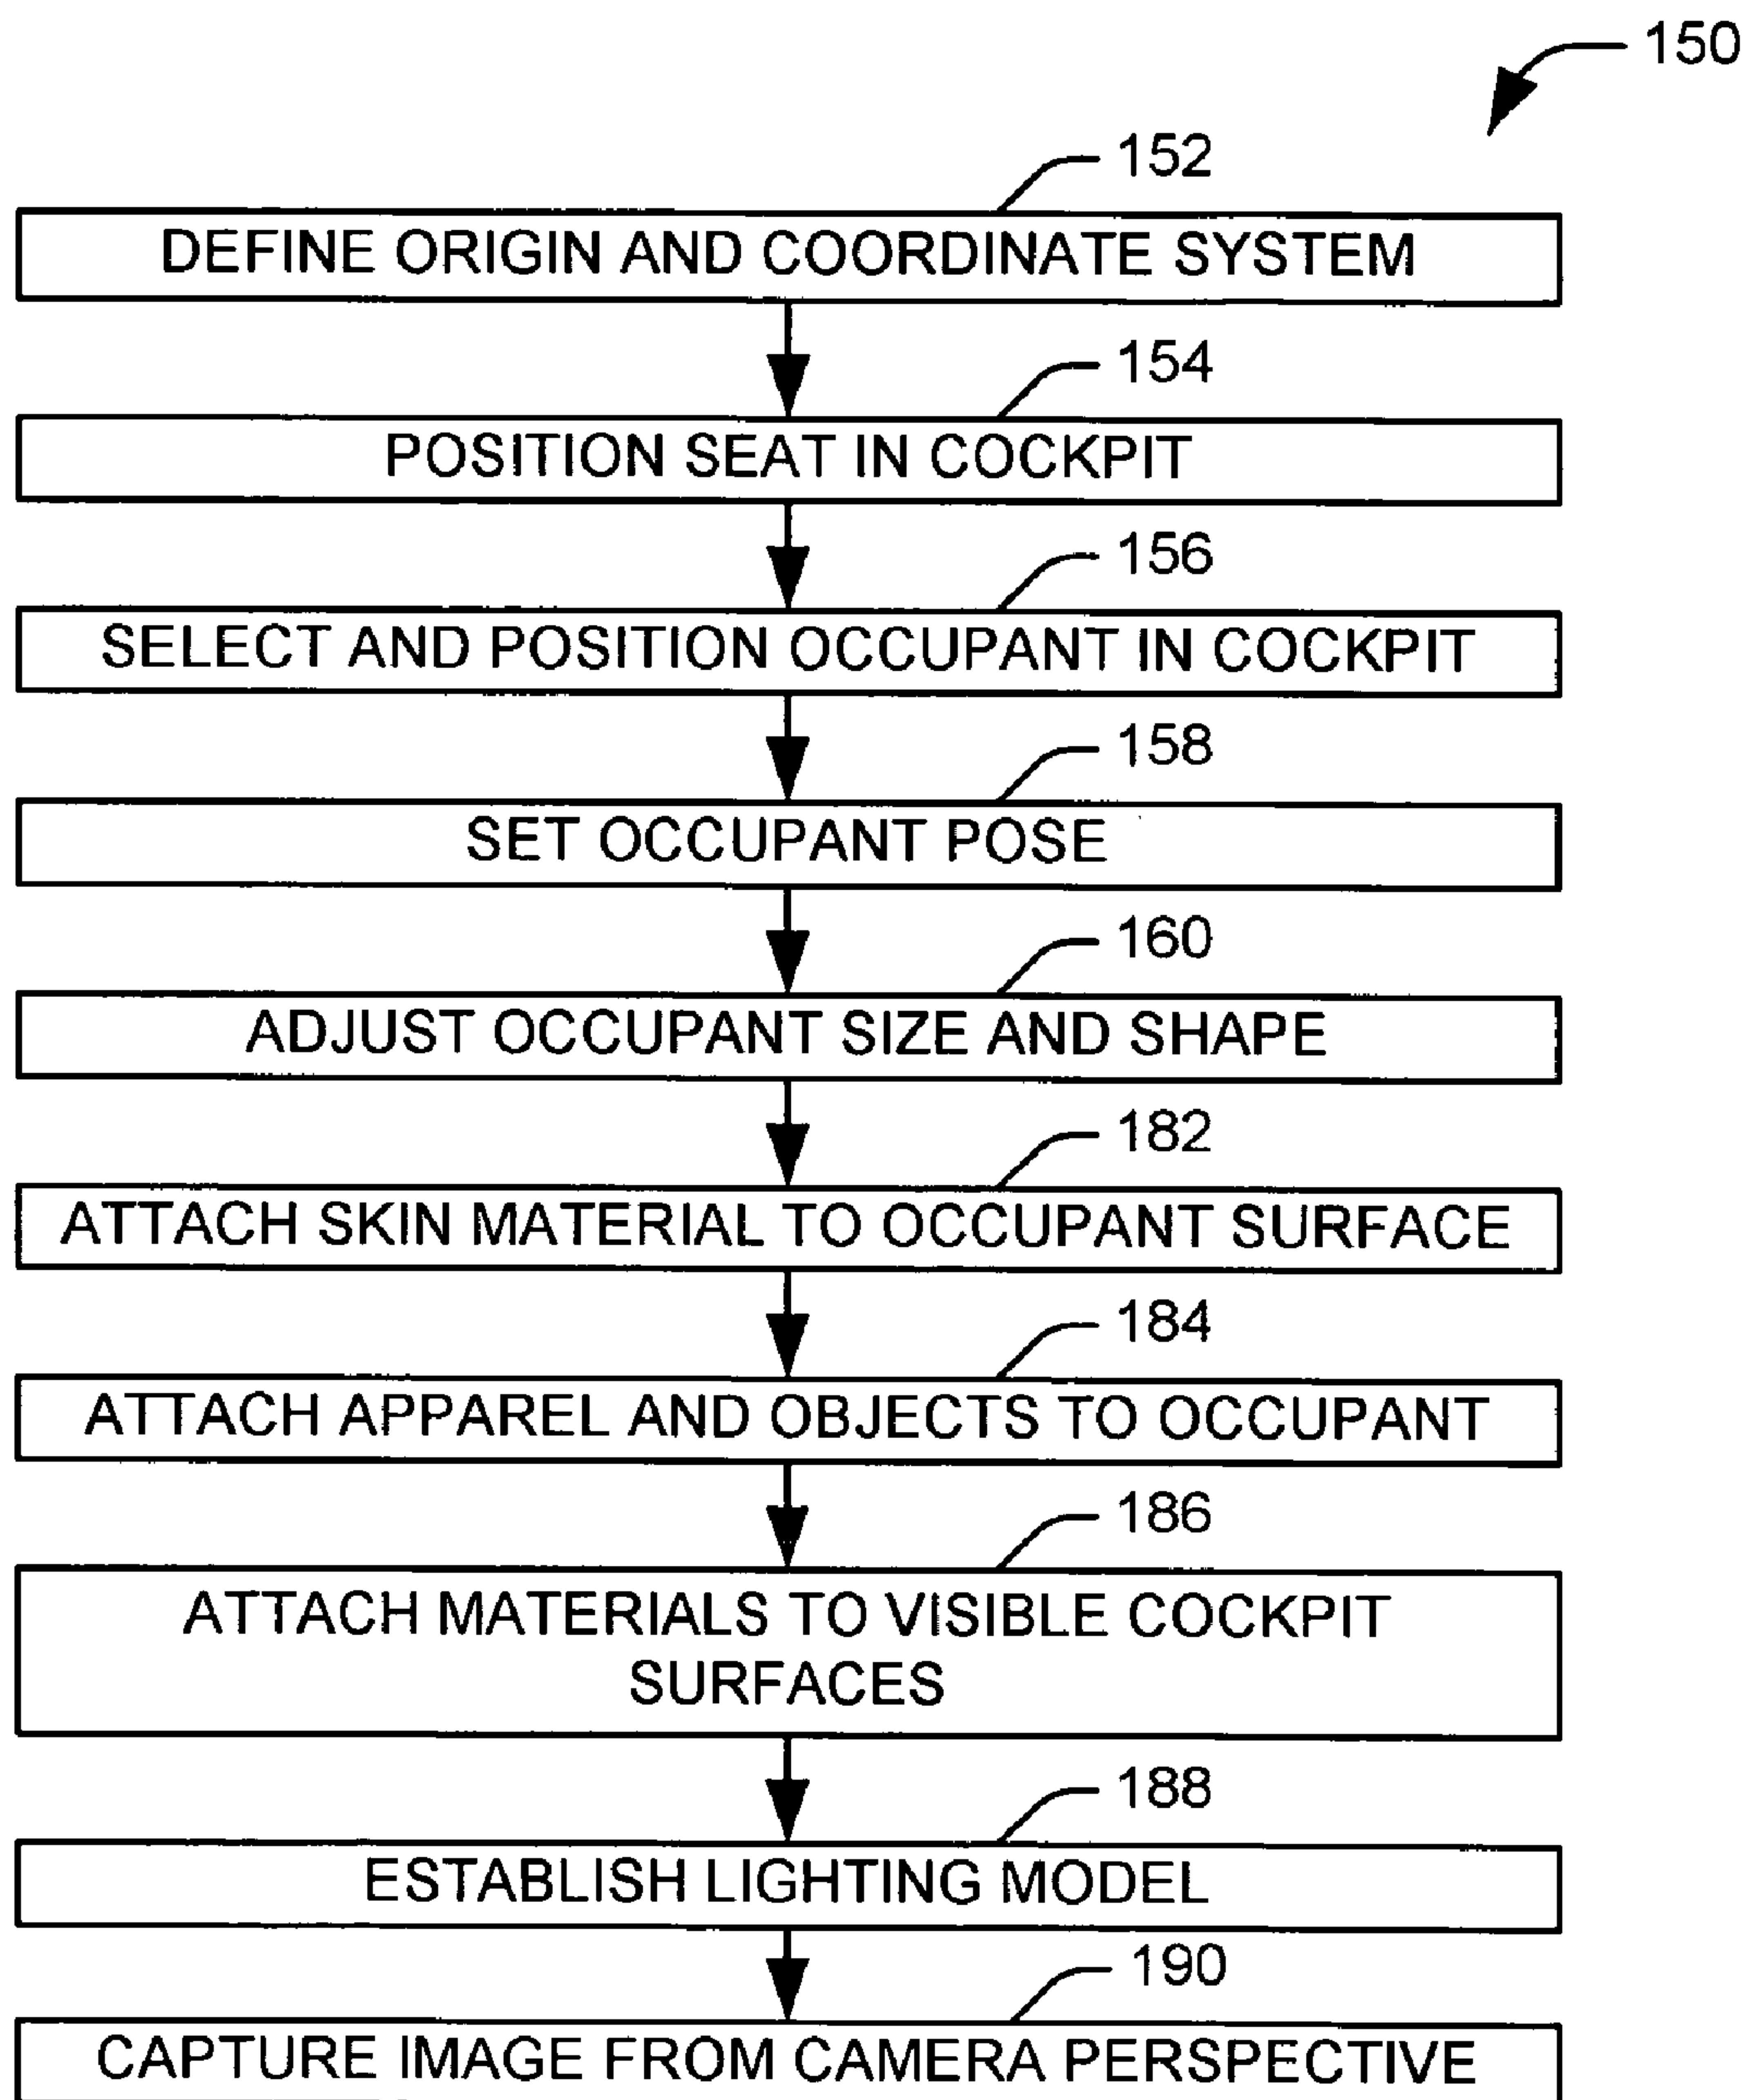 150
152
DEFINE ORIGIN AND COORDINATE SYSTEM
154
POSITION SEAT IN COCKPIT
156
SELECT AND POSITION OCCUPANT IN COCKPIT
158
SET OCCUPANT POSE
160
ADJUST OCCUPANT SIZE AND SHAPE
182
ATTACH SKIN MATERIAL TO OCCUPANT SURFACE
184
ATTACH APPAREL AND OBJECTS TO OCCUPANT
186
ATTACH MATERIALS TO VISIBLE COCKPIT
SURFACES
188
ESTABLISH LIGHTING MODEL
190
CAPTURE IMAGE FROM CAMERA PERSPECTIVE